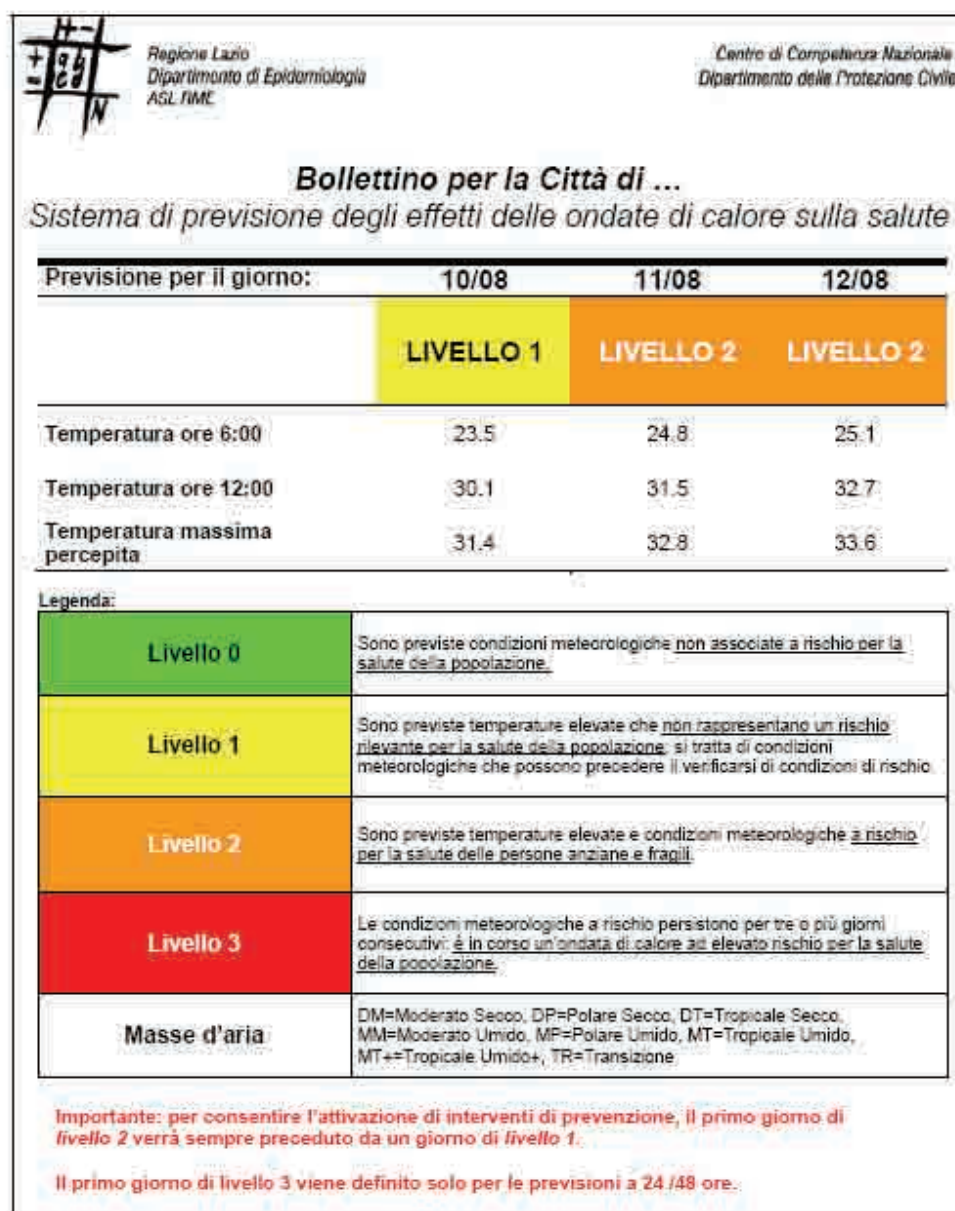 + -
+ a b
- c d
N
Regione Lazio
Dipartimento di Epidemiologia
ASL RME
Centro di Competenza Nazionale
Dipartimento della Protezione Civile
Bollettino per la Città di ...
Sistema di previsione degli effetti delle ondate di calore sulla salute
Previsione per il giorno: 10/08 11/08 12/08
LIVELLO 1 LIVELLO 2 LIVELLO 2
Temperatura ore 6:00 23.5 24.8 25.1
Temperatura ore 12:00 30.1 31.5 32.7
Temperatura massima
percepita 31.4 32.8 33.6
Legenda:
Livello 0
Sono previste condizioni meteorologiche non associate a rischio per la
salute della popolazione.
Livello 1
Sono previste temperature elevate che non rappresentano un rischio
rilevante per la salute della popolazione; si tratta di condizioni
meteorologiche che possono precedere il verificarsi di condizioni di rischio
Livello 2
Sono previste temperature elevate e condizioni meteorologiche a rischio
per la salute delle persone anziane e fragili.
Livello 3
Le condizioni meteorologiche a rischio persistono per tre o più giorni
consecutivi: è in corso un'ondata di calore ad elevato rischio per la salute
della popolazione.
Masse d'aria
DM=Moderato Secco, DP=Polare Secco, DT=Tropicale Secco,
MM=Moderato Umido, MP=Polare Umido, MT=Tropicale Umido,
MT+=Tropicale Umido+, TR=Transizione
Importante: per consentire l'attivazione di interventi di prevenzione, il primo giorno di
livello 2 verrà sempre preceduto da un giorno di livello 1.
Il primo giorno di livello 3 viene definito solo per le previsioni a 24 /48 ore.